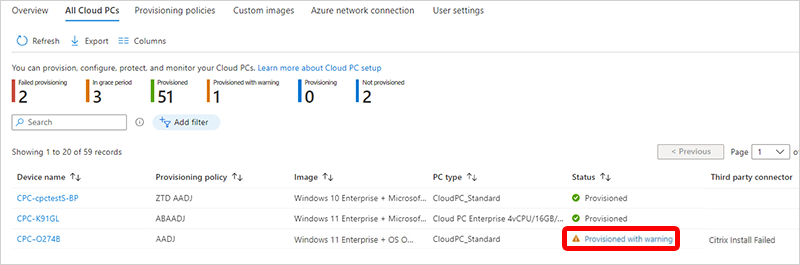 Overview All Cloud PCs Provisioning policies Custom images Azure network connection User settings
Refresh Export Columns
You can provision, configure, protect, and monitor your Cloud PCs. Learn more about Cloud PC setup
Failed provisioning In grace period Provisioned Provisioned with warning Provisioning Not provisioned
2 3 51 1 0 2
Search Add filter
Showing 1 to 20 of 59 records < Previous Page 1 o
Device name Provisioning policy Image PC type Status Third party connector
CPC-cpctestS-BP ZTD AADJ Windows 10 Enterprise + Microsof... CloudPC_Standard Provisioned
CPC-K91GL ABAADJ Windows 11 Enterprise + Microsof... Cloud PC Enterprise 4vCPU/16GB/... Provisioned
CPC-O274B AADJ Windows 11 Enterprise + OS O... CloudPC_Standard Provisioned with warning Citrix Install Failed